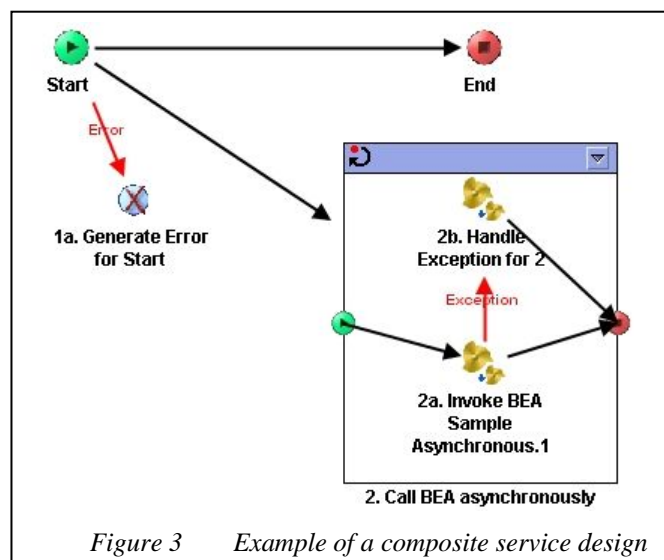 Start
End
Error
1a. Generate Error
for Start
2b. Handle
Exception for 2
Exception
2a. Invoke BEA
Sample
Asynchronous.1
2. Call BEA asynchronously
Figure 3 Example of a composite service design